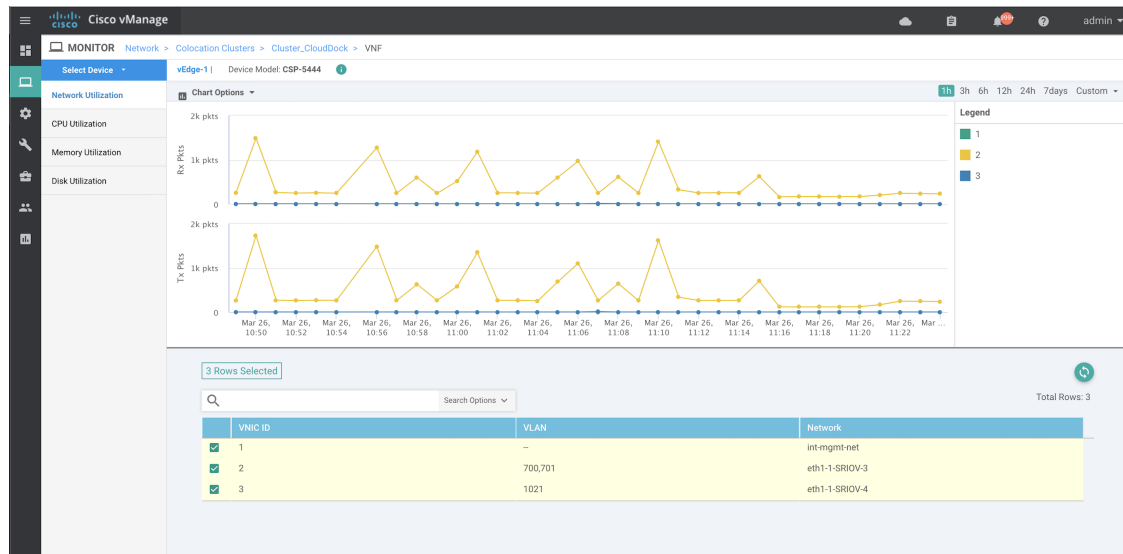 cisco Cisco vManage 999+ admin
MONITOR Network > Colocation Clusters > Cluster_CloudDock > VNF
Select Device
vEdge-1 | Device Model: CSP-5444 i
Network Utilization
CPU Utilization
Memory Utilization
Disk Utilization
Chart Options
1h 3h 6h 12h 24h 7days Custom
2k pkts
1k pkts
0
Rx Pkts
2k pkts
1k pkts
0
Tx Pkts
Mar 26, 10:50
Mar 26, 10:52
Mar 26, 10:54
Mar 26, 10:56
Mar 26, 10:58
Mar 26, 11:00
Mar 26, 11:02
Mar 26, 11:04
Mar 26, 11:06
Mar 26, 11:08
Mar 26, 11:10
Mar 26, 11:12
Mar 26, 11:14
Mar 26, 11:16
Mar 26, 11:18
Mar 26, 11:20
Mar 26, 11:22
Mar ...
Legend
1
2
3
3 Rows Selected
Search Options
Total Rows: 3
VNIC ID VLAN Network
1 -- int-mgmt-net
2 700,701 eth1-1-SRIOV-3
3 1021 eth1-1-SRIOV-4